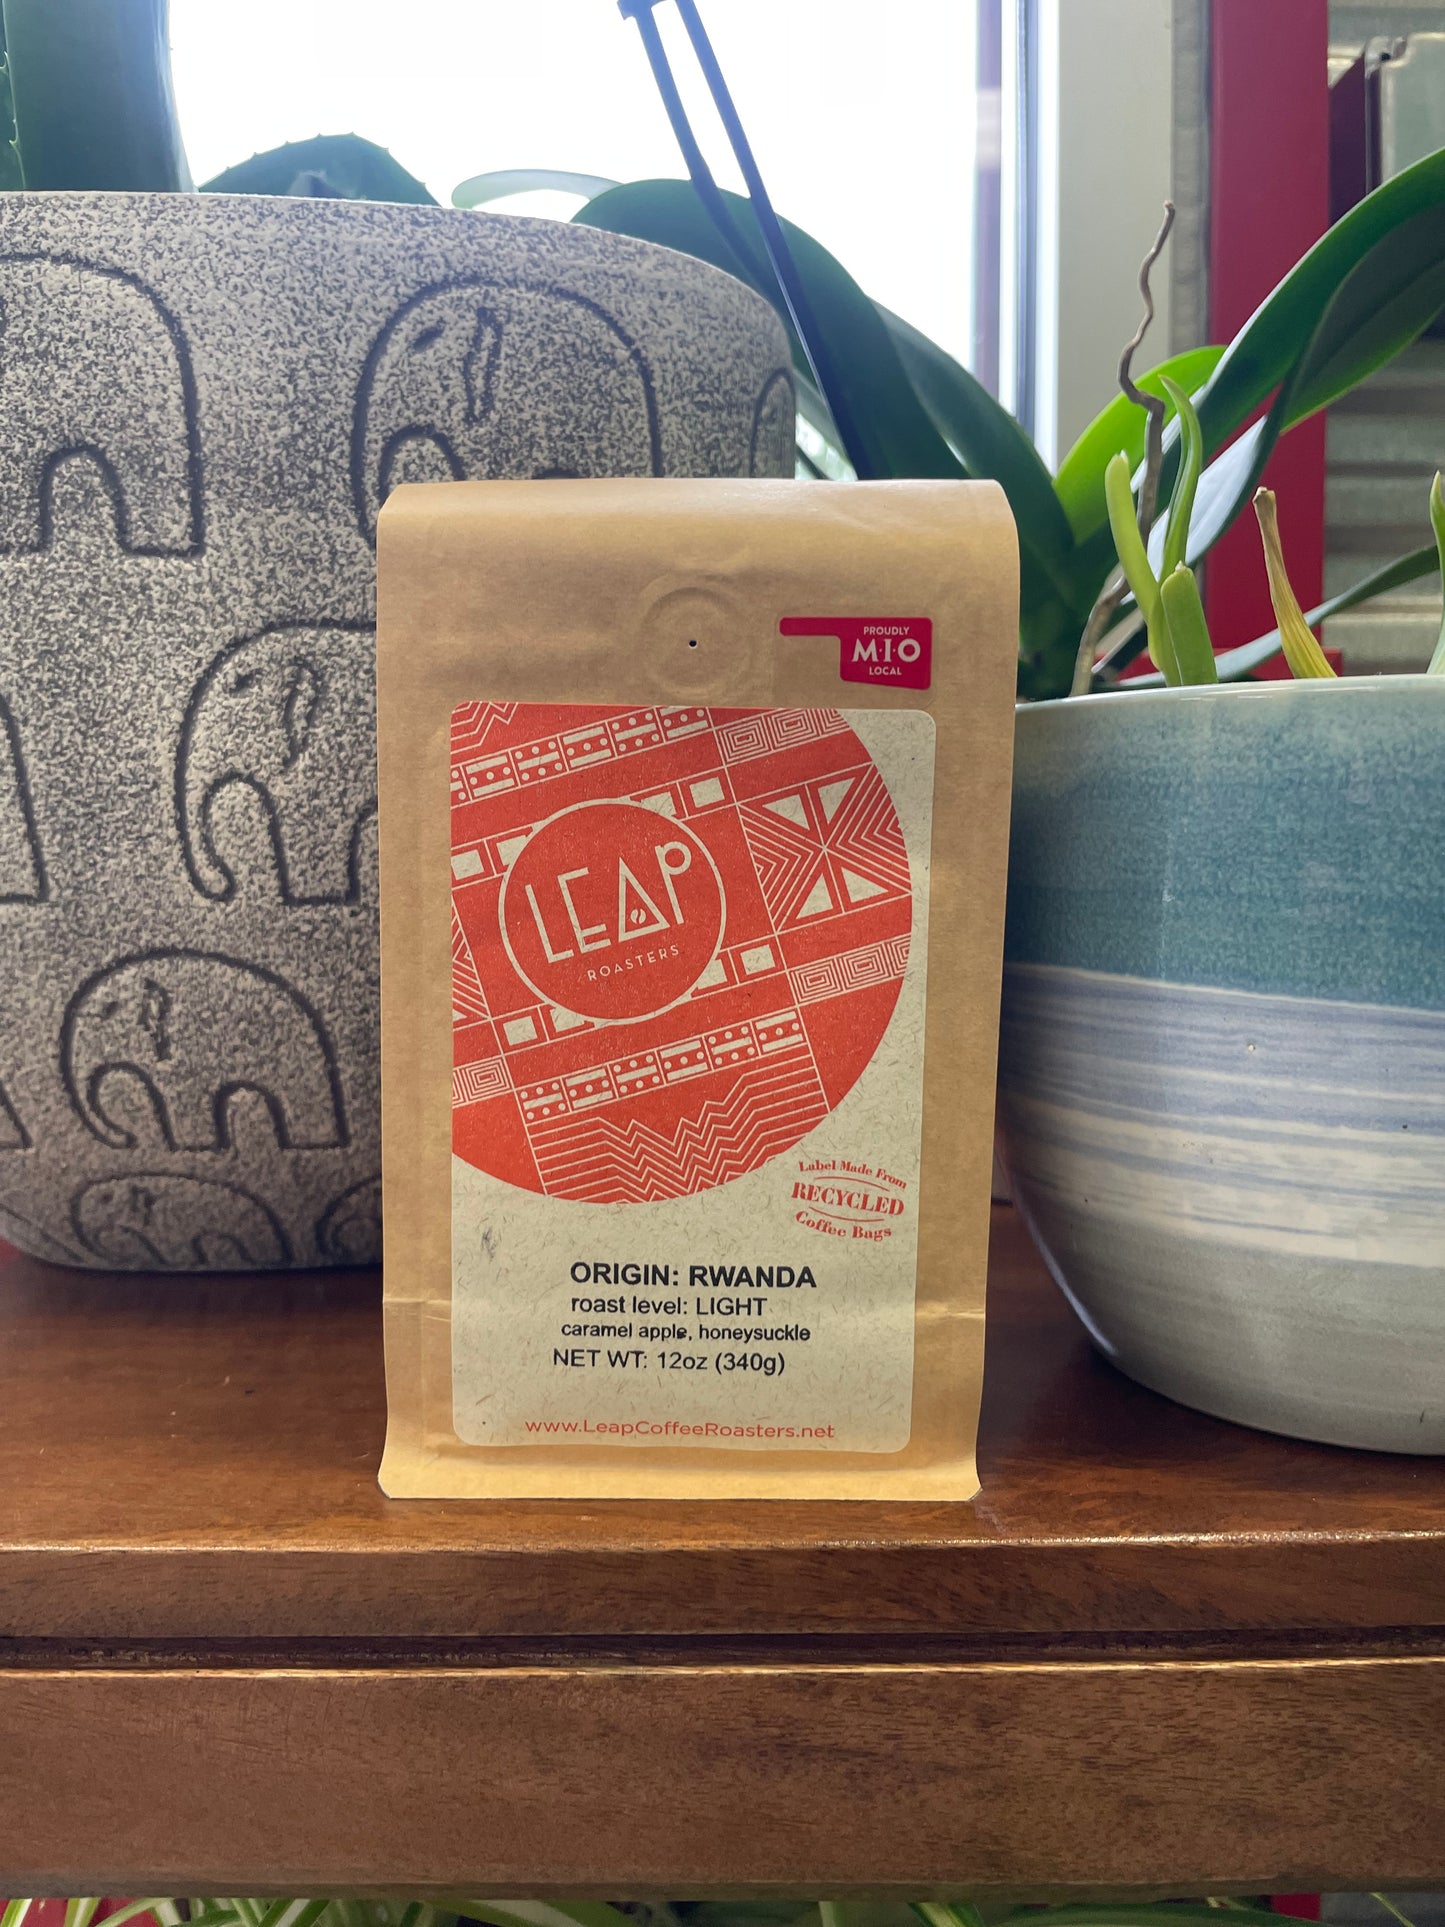 PROUDLY
M·I·O
LOCAL
LEAP
ROASTERS
Label Made From
RECYCLED
Coffee Bags
ORIGIN: RWANDA
roast level: LIGHT
caramel apple, honeysuckle
NET WT: 12oz (340g)
www.LeapCoffeeRoasters.net